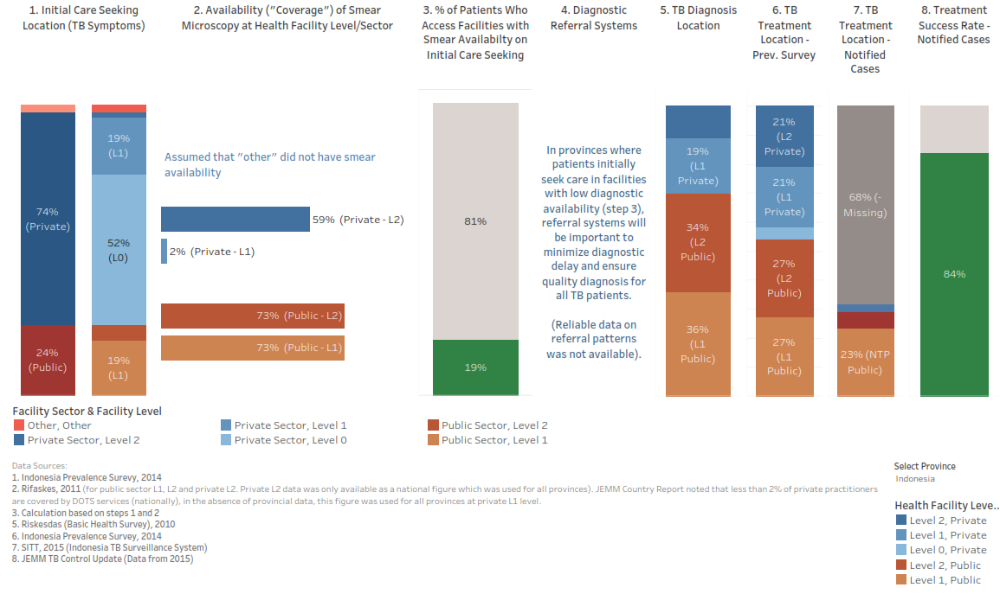 1. Initial Care Seeking
Location (TB Symptoms)
2. Availability ("Coverage") of Smear
Microscopy at Health Facility Level/Sector
3. % of Patients Who
Access Facilities with
Smear Availabilty on
Initial Care Seeking
4. Diagnostic
Referral Systems
5. TB Diagnosis
Location
6. TB
Treatment
Location -
Prev. Survey
7. TB
Treatment
Location -
Notified
Cases
8. Treatment
Success Rate -
Notified Cases
74%
(Private)
24%
(Public)
19%
(L1)
52%
(L0)
19%
(L1)
Assumed that "other" did not have smear
availability
59% (Private - L2)
2% (Private - L1)
73% (Public - L2)
73% (Public - L1)
81%
19%
In provinces where
patients initially
seek care in facilities
with low diagnostic
availability (step 3),
referral systems will
be important to
minimize diagnostic
delay and ensure
quality diagnosis for
all TB patients.
(Reliable data on
referral patterns
was not available).
19%
(L1
Private)
34%
(L2
Public)
36%
(L1
Public)
21%
(L2
Private)
21%
(L1
Private)
27%
(L2
Public)
27%
(L1
Public)
68% (-
Missing)
23% (NTP
Public)
84%
Facility Sector & Facility Level
Other, Other
Private Sector, Level 2
Private Sector, Level 1
Private Sector, Level 0
Public Sector, Level 2
Public Sector, Level 1
Data Sources:
1. Indonesia Prevalence Surevy, 2014
2. Rifaskes, 2011 (for public sector L1, L2 and private L2. Private L2 data was only available as a national figure which was used for all provinces). JEMM Country Report noted that less than 2% of private practitioners
are covered by DOTS services (nationally), in the absence of provincial data, this figure was used for all provinces at private L1 level.
3. Calculation based on steps 1 and 2
5. Riskesdas (Basic Health Survey), 2010
6. Indonesia Prevalence Survey, 2014
7. SITT, 2015 (Indonesia TB Surveillance System)
8. JEMM TB Control Update (Data from 2015)
Select Province
Indonesia
Health Facility Leve..
Level 2, Private
Level 1, Private
Level 0, Private
Level 2, Public
Level 1, Public